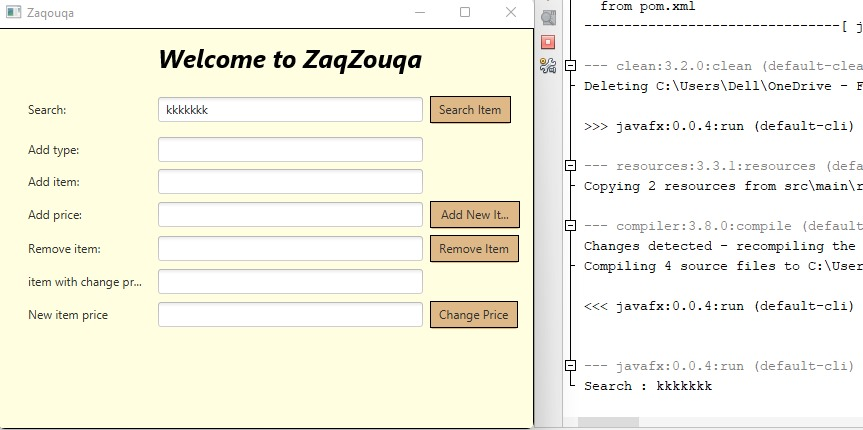 Zaqouqa
Welcome to ZaqZouqa
Search:
kkkkkkk
Search Item
Add type:
Add item:
Add price:
Add New It...
Remove item:
Remove Item
item with change pr...
New item price
Change Price
from pom.xml
--------------------------------[ j
--- clean:3.2.0:clean (default-clea
Deleting C:\Users\Dell\OneDrive - F
>>> javafx:0.0.4:run (default-cli)
--- resources:3.3.1:resources (defa
Copying 2 resources from src\main\r
--- compiler:3.8.0:compile (default
Changes detected - recompiling the
Compiling 4 source files to C:\User
<<< javafx:0.0.4:run (default-cli)
--- javafx:0.0.4:run (default-cli)
Search : kkkkkkk